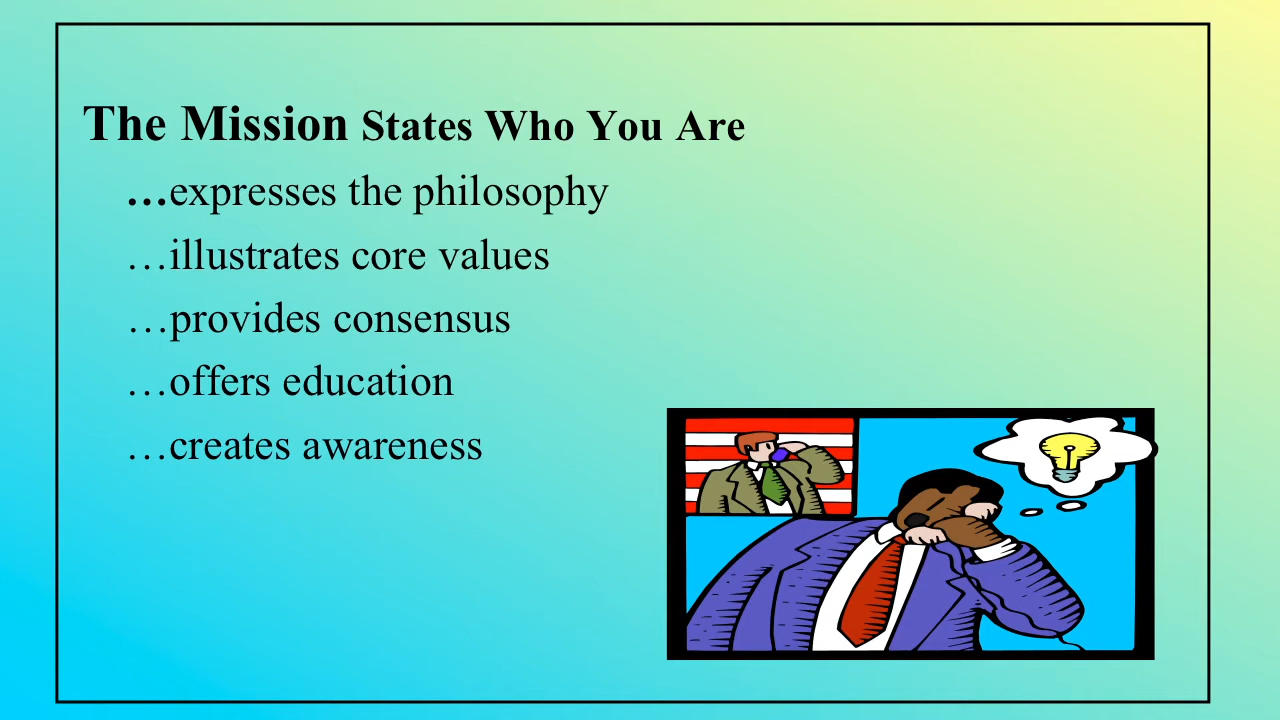 The Mission States Who You Are
…expresses the philosophy
…illustrates core values
…provides consensus
…offers education
…creates awareness